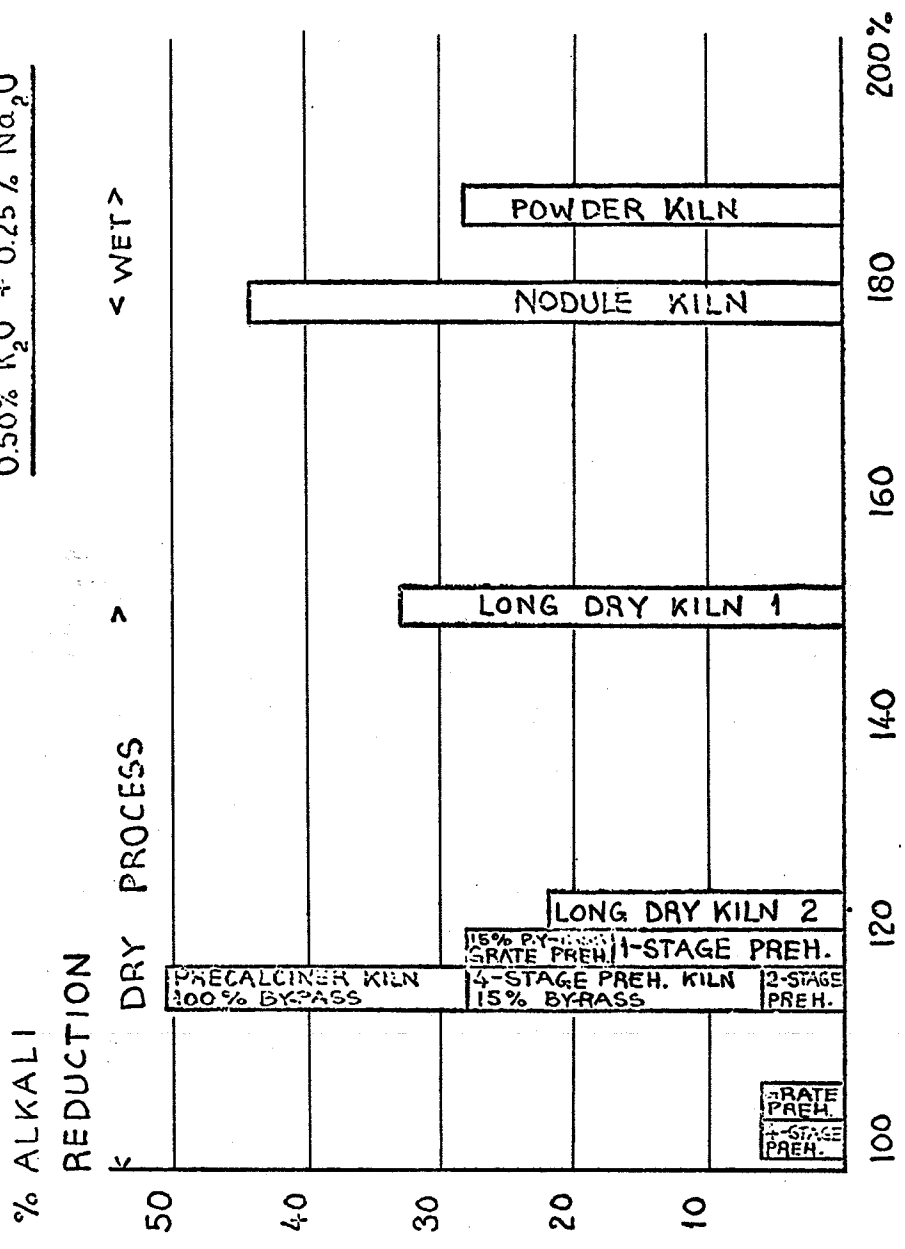 % ALKALI
REDUCTION
0.50% K₂O + 0.25% Na₂O
< DRY PROCESS >
< WET >
50
40
30
20
10
PRECALCINER KILN
100% BY-PASS
4-STAGE PREH. KILN
15% BY-PASS
2-STAGE
PREH.
15% BY-PASS
GRATE PREH.
1-STAGE PREH.
LONG DRY KILN 2
LONG DRY KILN 1
NODULE KILN
POWDER KILN
GRATE
PREH.
4-STAGE
PREH.
100
120
140
160
180
200%